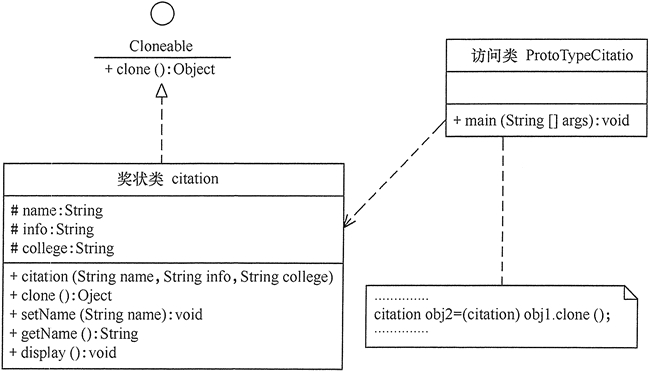 Cloneable
+ clone ():Object
访问类 ProtoTypeCitatio
+ main (String [] args):void
奖状类 citation
# name:String
# info:String
# college:String
+ citation (String name,String info,String college)
+ clone ():Oject
+ setName (String name):void
+ getName ():String
+ display ():void
..............
citation obj2=(citation) obj1.clone ();
..............